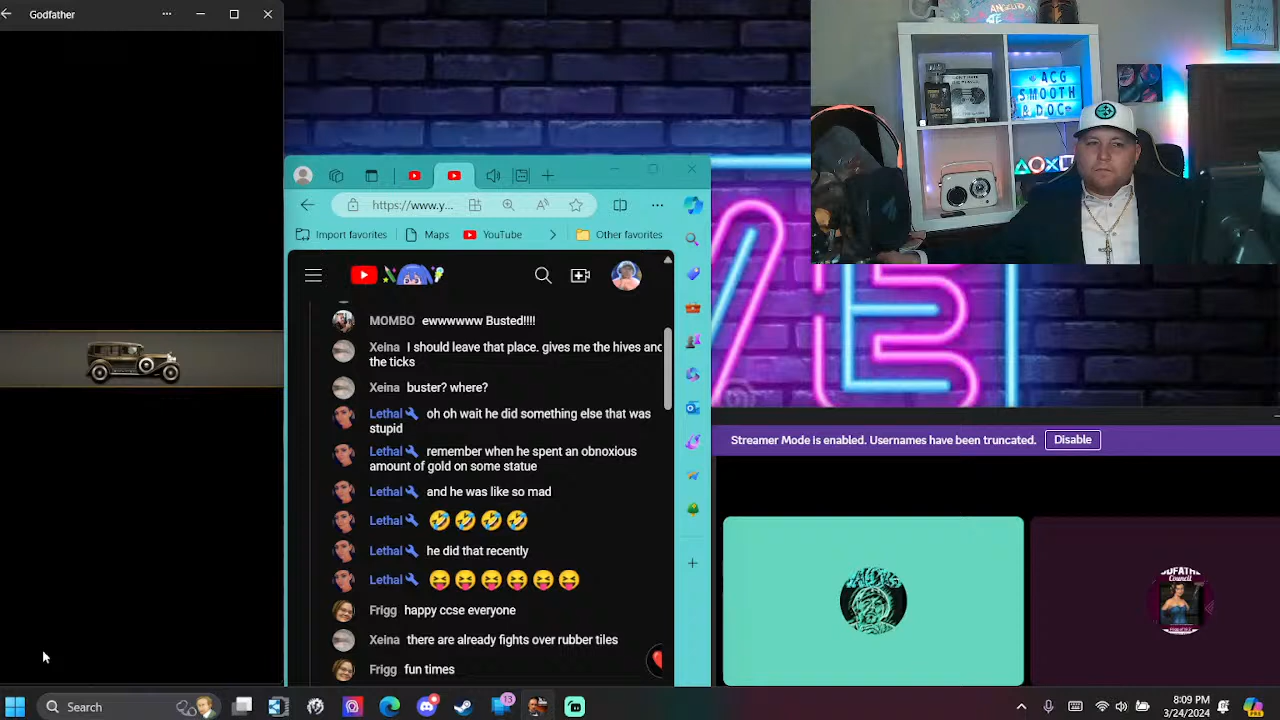 Godfather
ACG
SMOOTH
& DOC
https://www.y...
Import favorites
Maps
YouTube
Other favorites
MOMBO ewwwwww Busted!!!!
Xeina I should leave that place. gives me the hives and
the ticks
Xeina buster? where?
Lethal oh oh wait he did something else that was
stupid
Lethal remember when he spent an obnoxious
amount of gold on some statue
Lethal and he was like so mad
Lethal 🤣🤣🤣🤣
Lethal he did that recently
Lethal 😝😝😝😝😝😝
Frigg happy ccse everyone
Xeina there are already fights over rubber tiles
Frigg fun times
Streamer Mode is enabled. Usernames have been truncated. Disable
Council
Search
13
8:09 PM
3/24/2024